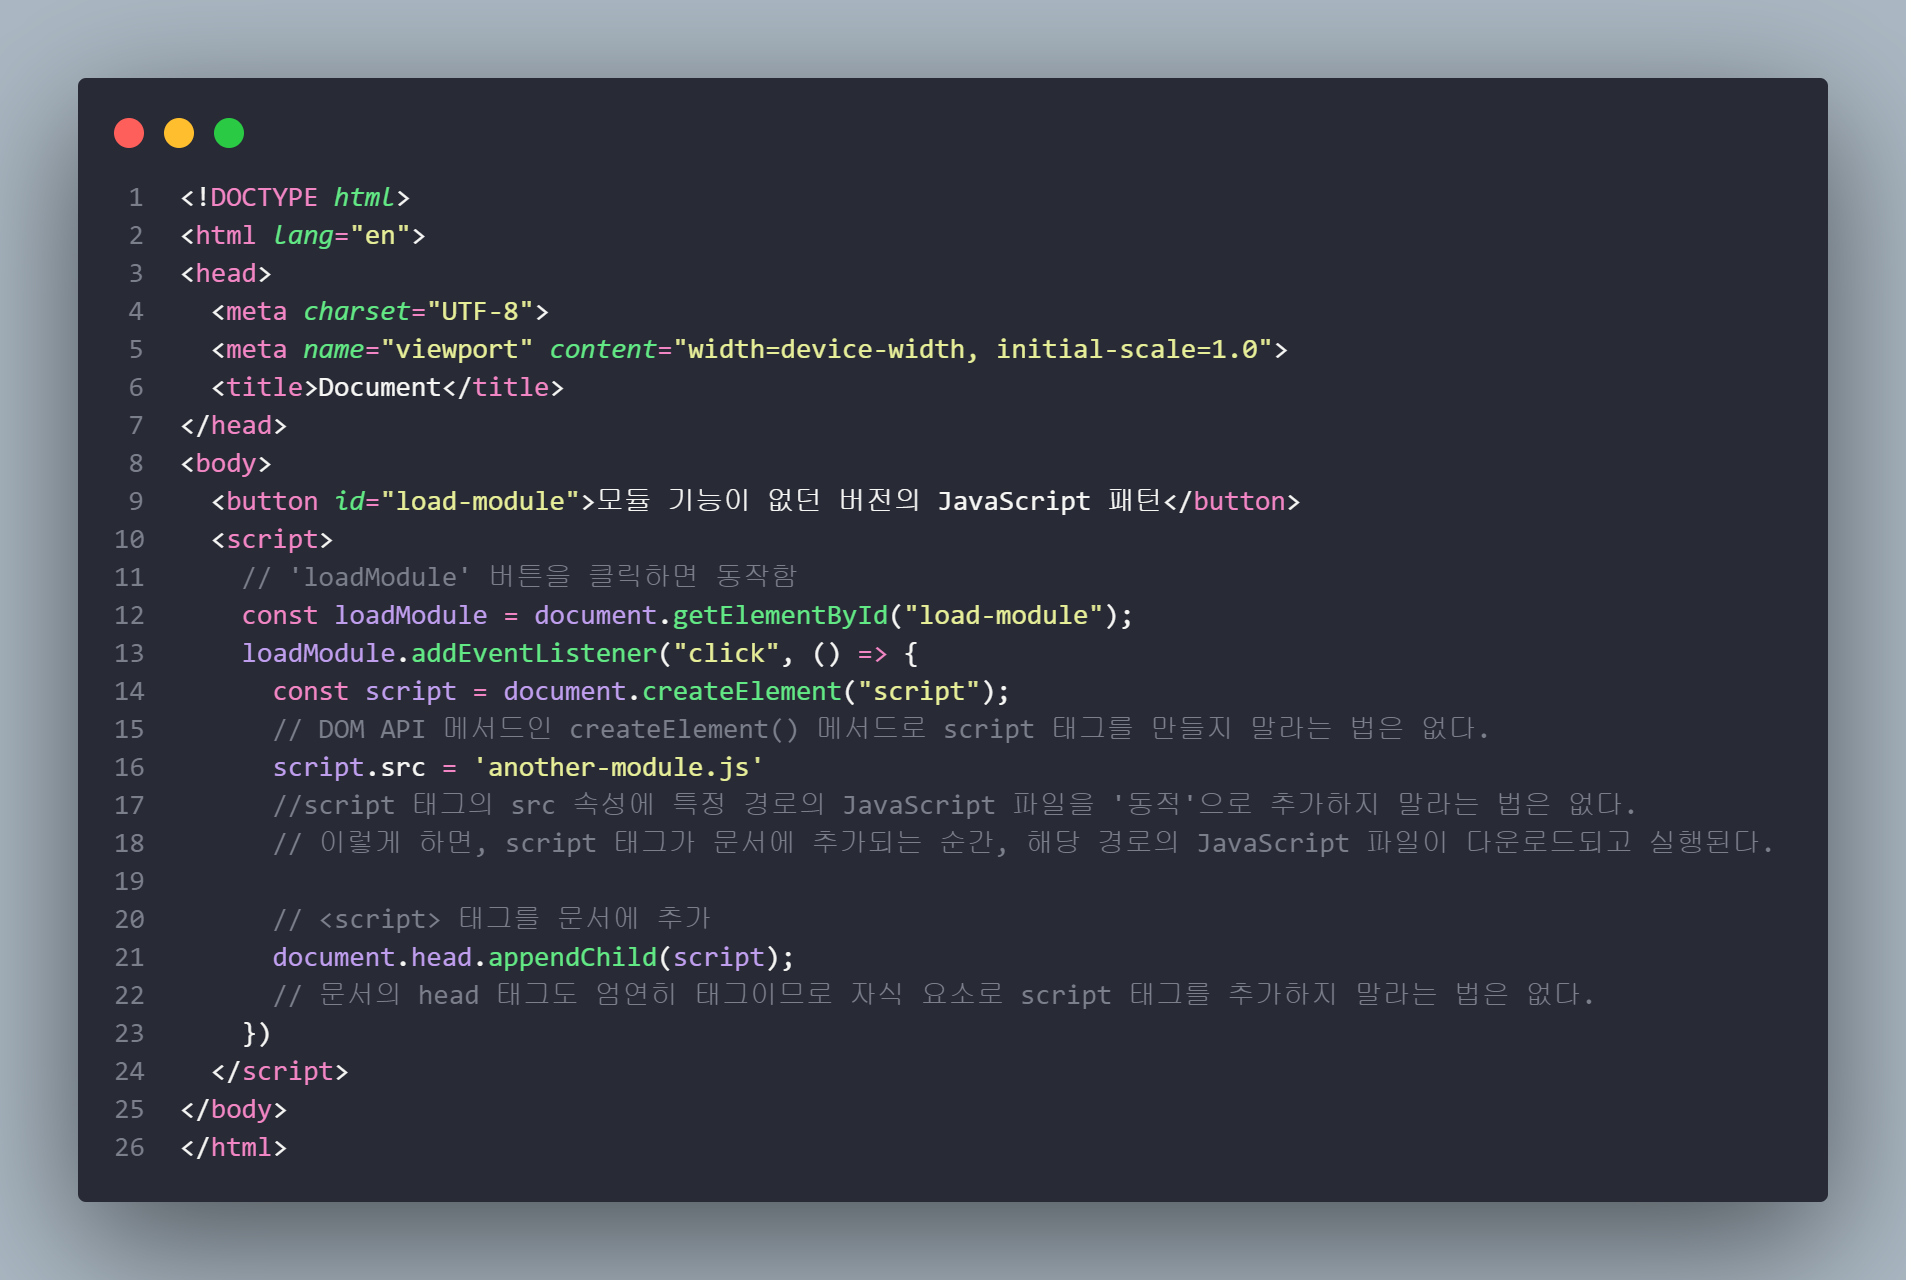 1 <!DOCTYPE html>
2 <html lang="en">
3 <head>
4   <meta charset="UTF-8">
5   <meta name="viewport" content="width=device-width, initial-scale=1.0">
6   <title>Document</title>
7 </head>
8 <body>
9   <button id="load-module">모듈 기능이 없던 버전의 JavaScript 패턴</button>
10   <script>
11     // 'loadModule' 버튼을 클릭하면 동작함
12     const loadModule = document.getElementById("load-module");
13     loadModule.addEventListener("click", () => {
14       const script = document.createElement("script");
15       // DOM API 메서드인 createElement() 메서드로 script 태그를 만들지 말라는 법은 없다.
16       script.src = 'another-module.js'
17       //script 태그의 src 속성에 특정 경로의 JavaScript 파일을 '동적'으로 추가하지 말라는 법은 없다.
18       // 이렇게 하면, script 태그가 문서에 추가되는 순간, 해당 경로의 JavaScript 파일이 다운로드되고 실행된다.
19
20       // <script> 태그를 문서에 추가
21       document.head.appendChild(script);
22       // 문서의 head 태그도 엄연히 태그이므로 자식 요소로 script 태그를 추가하지 말라는 법은 없다.
23     })
24   </script>
25 </body>
26 </html>